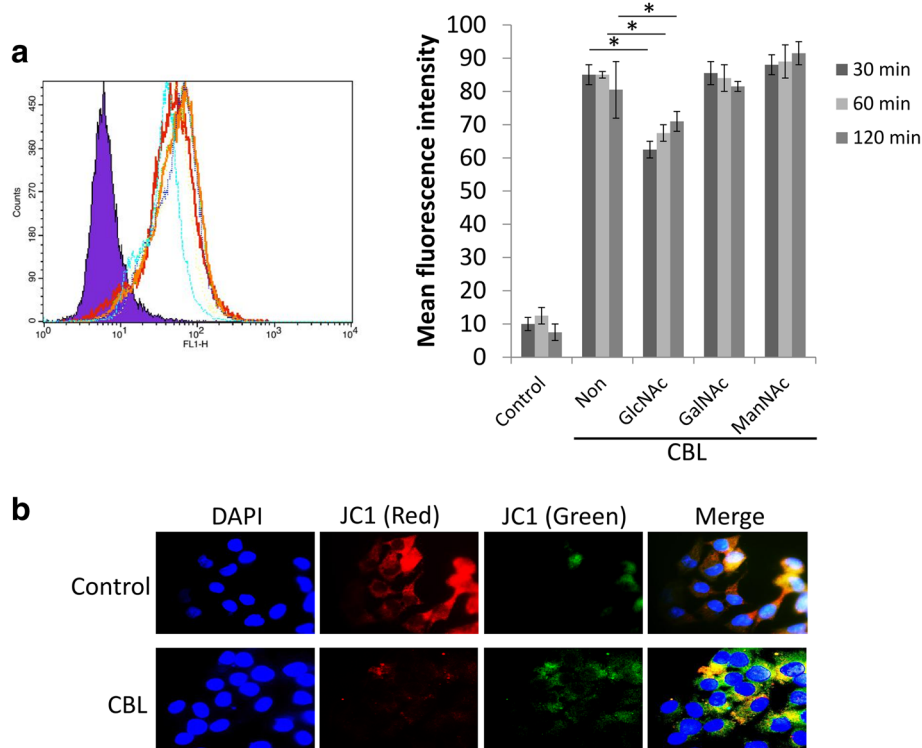 a
Counts
450
360
270
180
90
0
10^0
10^1
10^2
10^3
10^4
FL1-H
Mean fluorescence intensity
100
90
80
70
60
50
40
30
20
10
0
* 
*
*
30 min
60 min
120 min
Control
Non
GlcNAc
GalNAc
ManNAc
CBL
b
DAPI JC1 (Red) JC1 (Green) Merge
Control
CBL